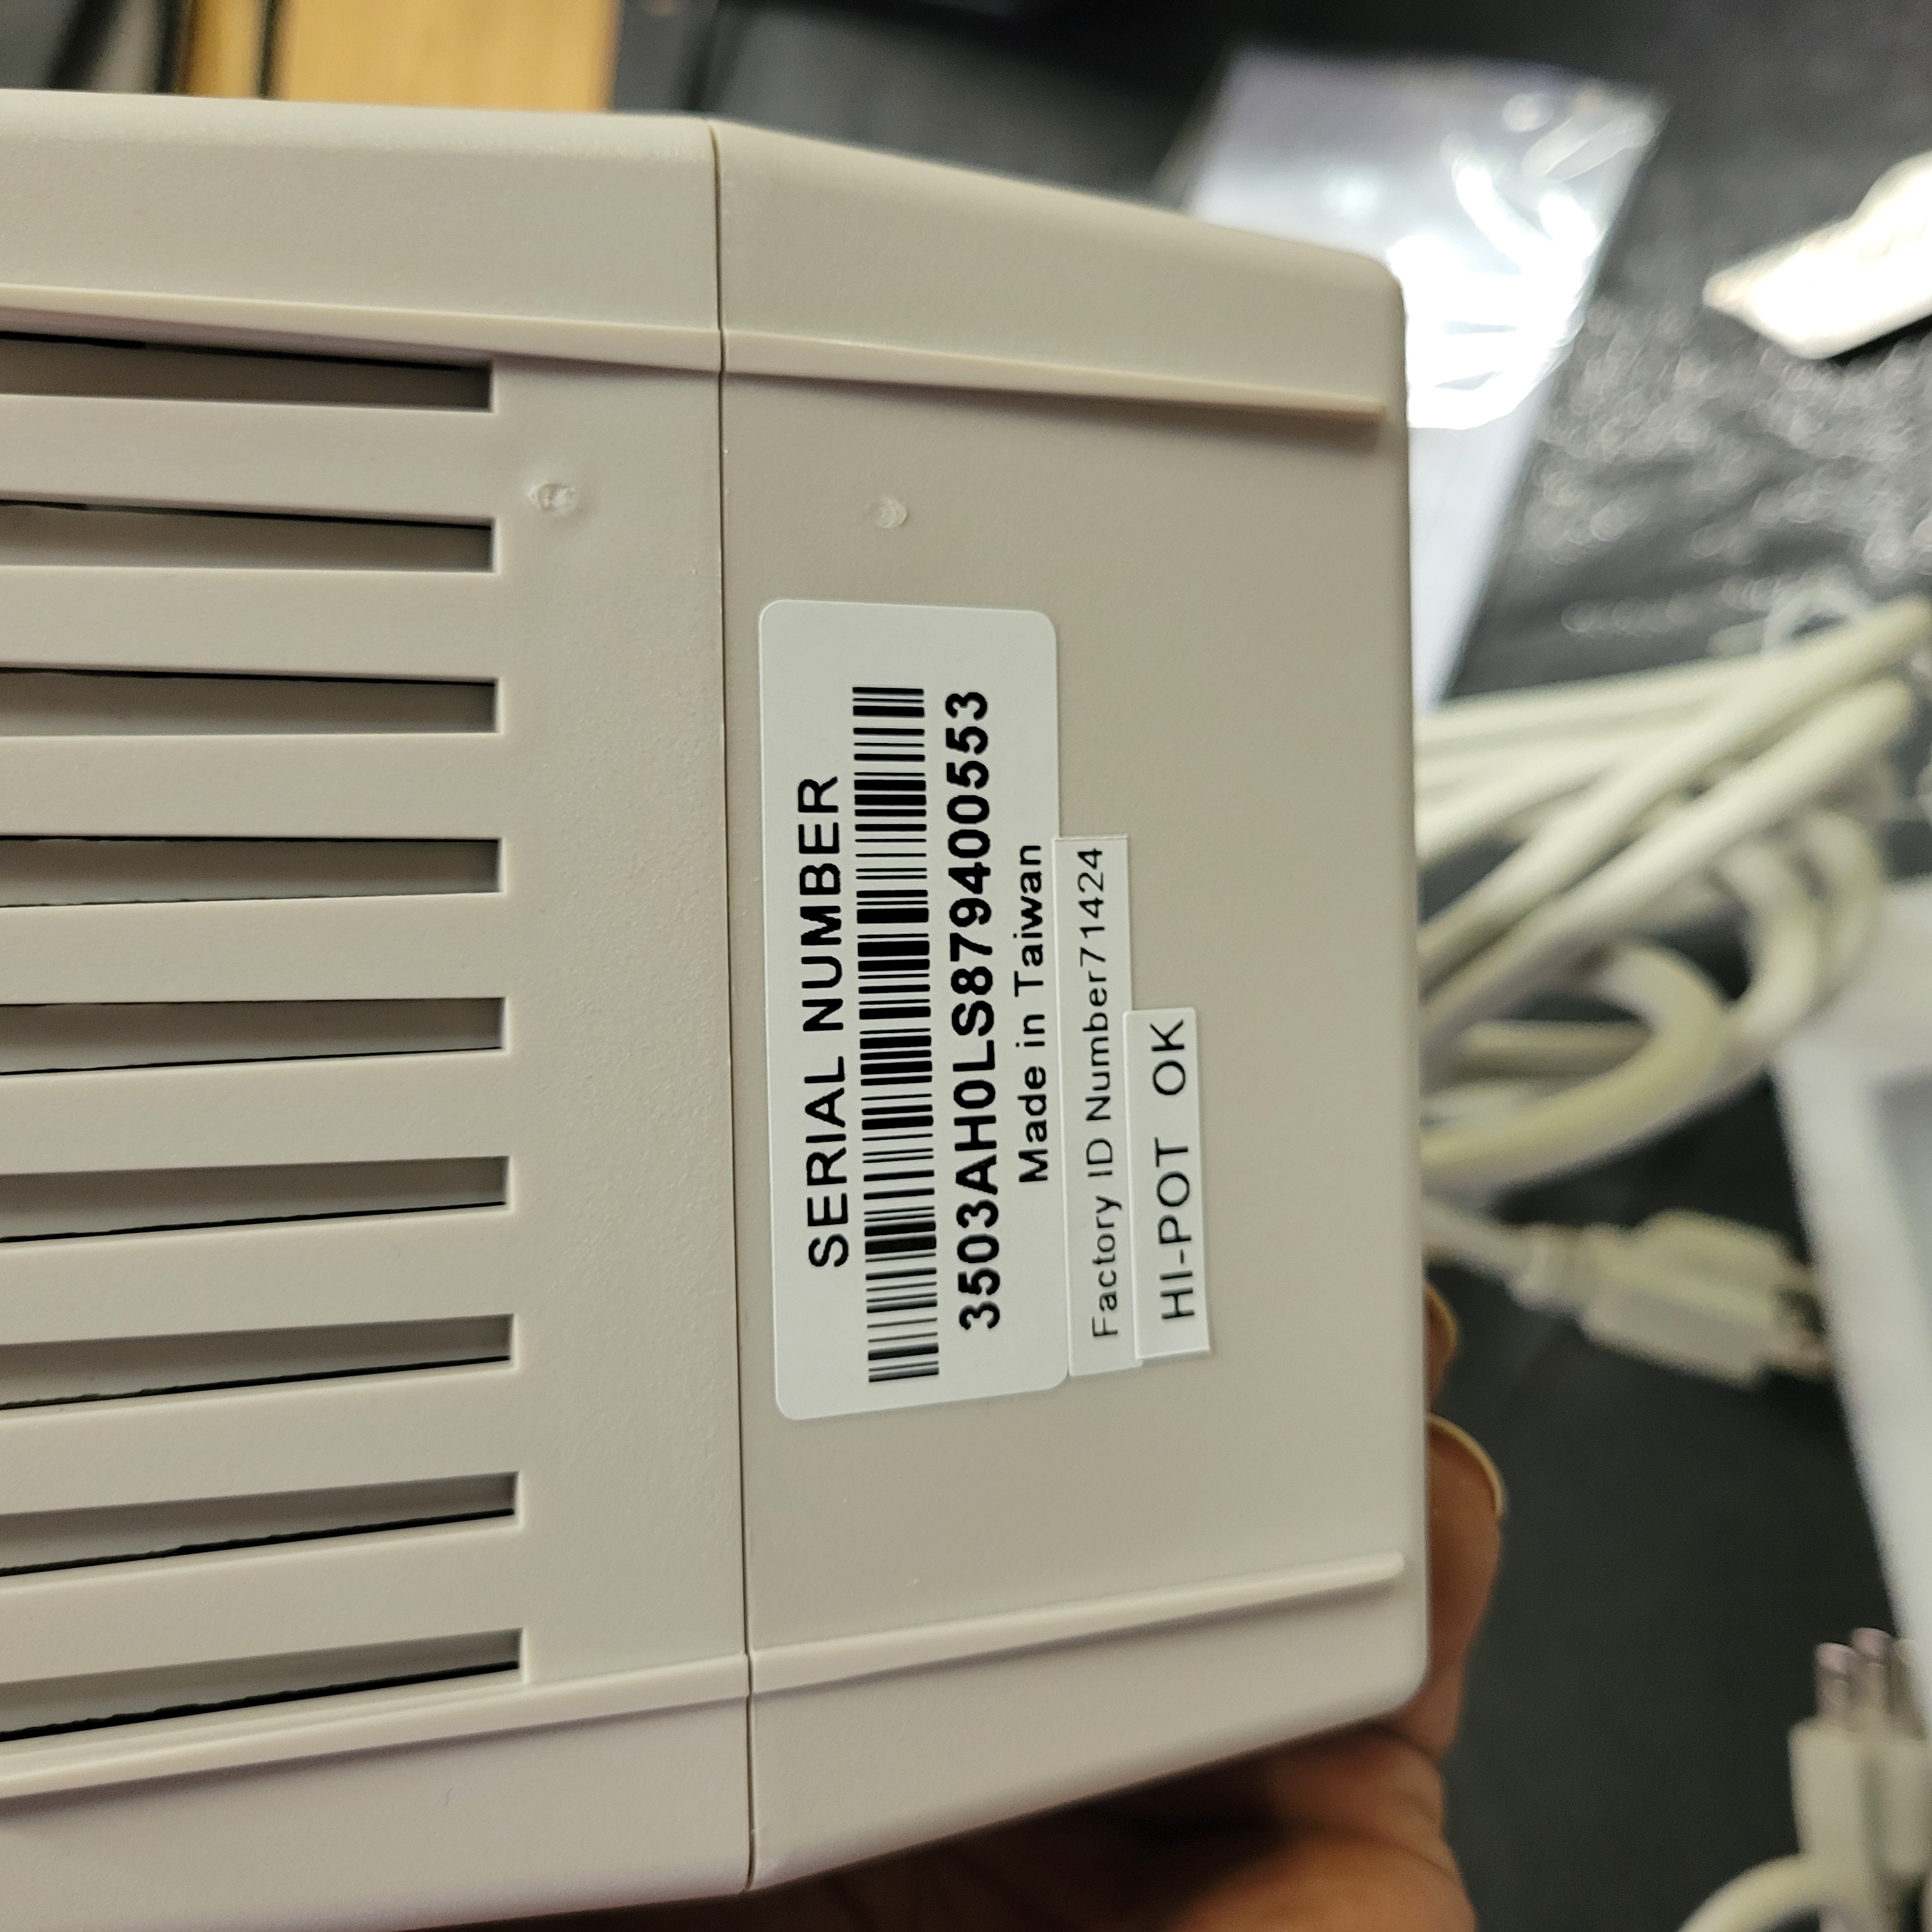 SERIAL NUMBER
3503AH0LS879400553
Made in Taiwan
Factory ID Number71424
HI-POT OK